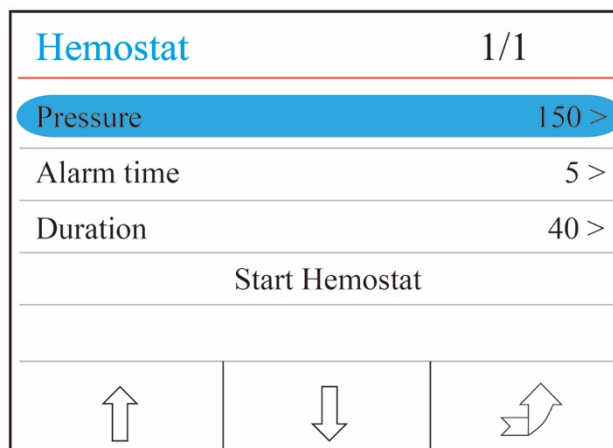 Hemostat 1/1
Pressure 150 >
Alarm time 5 >
Duration 40 >
Start Hemostat